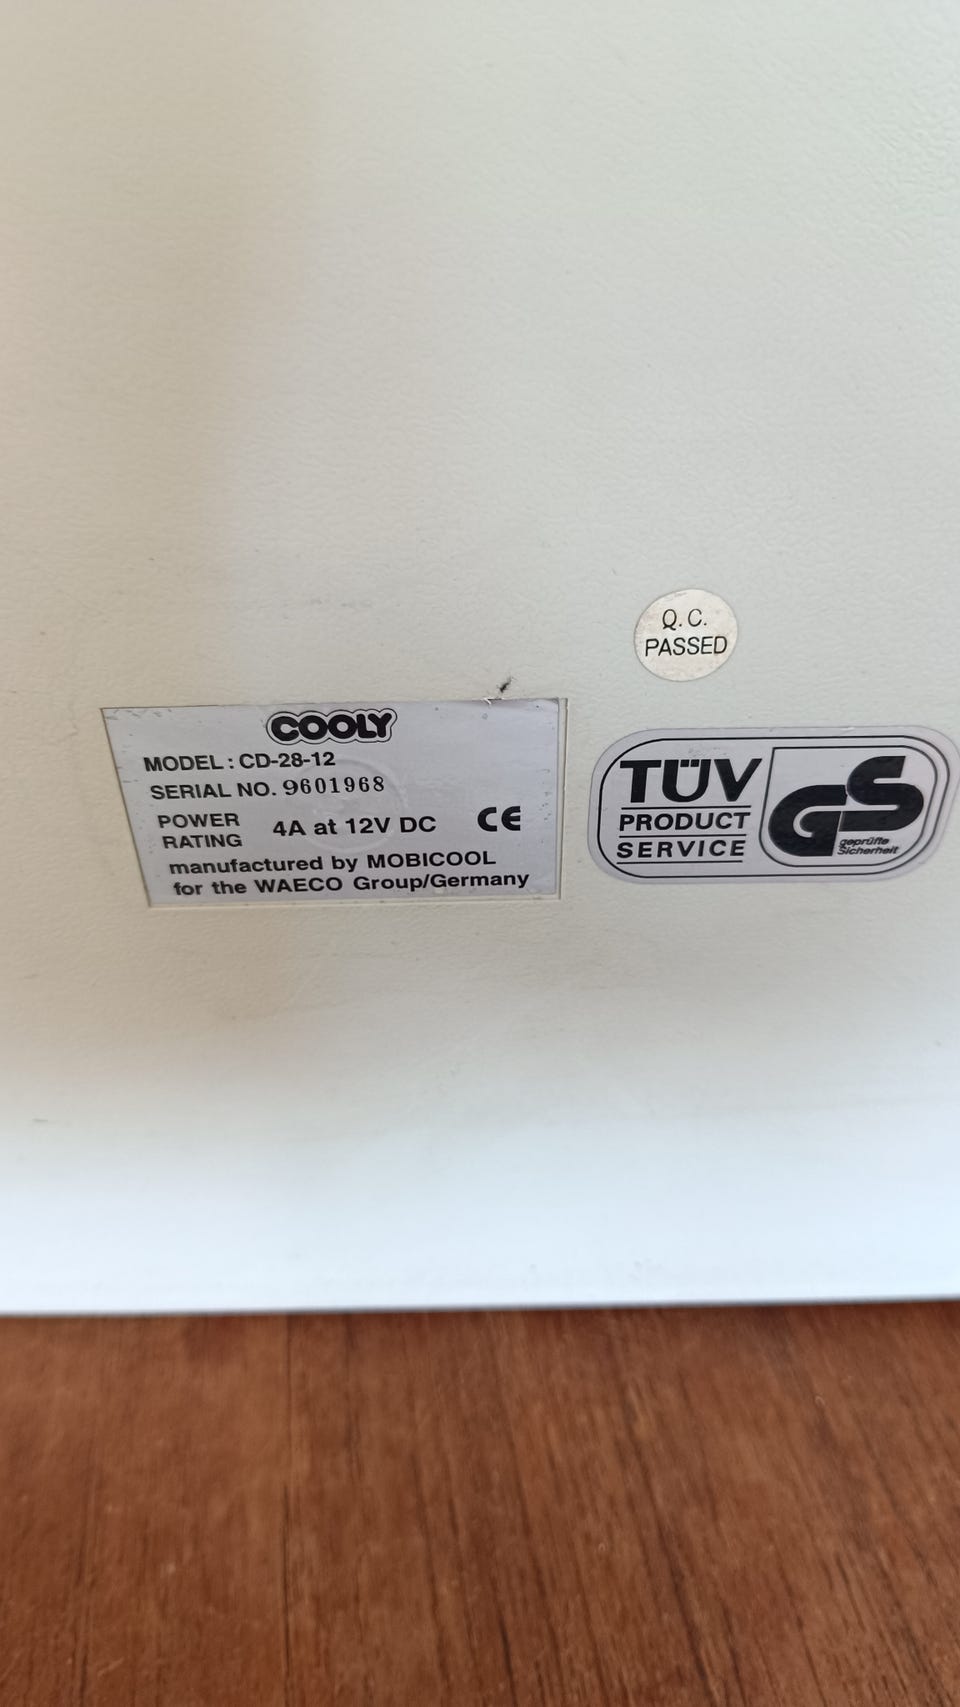 Q.C.
PASSED
COOLY
MODEL : CD-28-12
SERIAL NO. 9601968
POWER
RATING
4A at 12V DC
CE
manufactured by MOBICOOL
for the WAECO Group/Germany
TÜV
PRODUCT
SERVICE
GS
geprüfte
Sicherheit